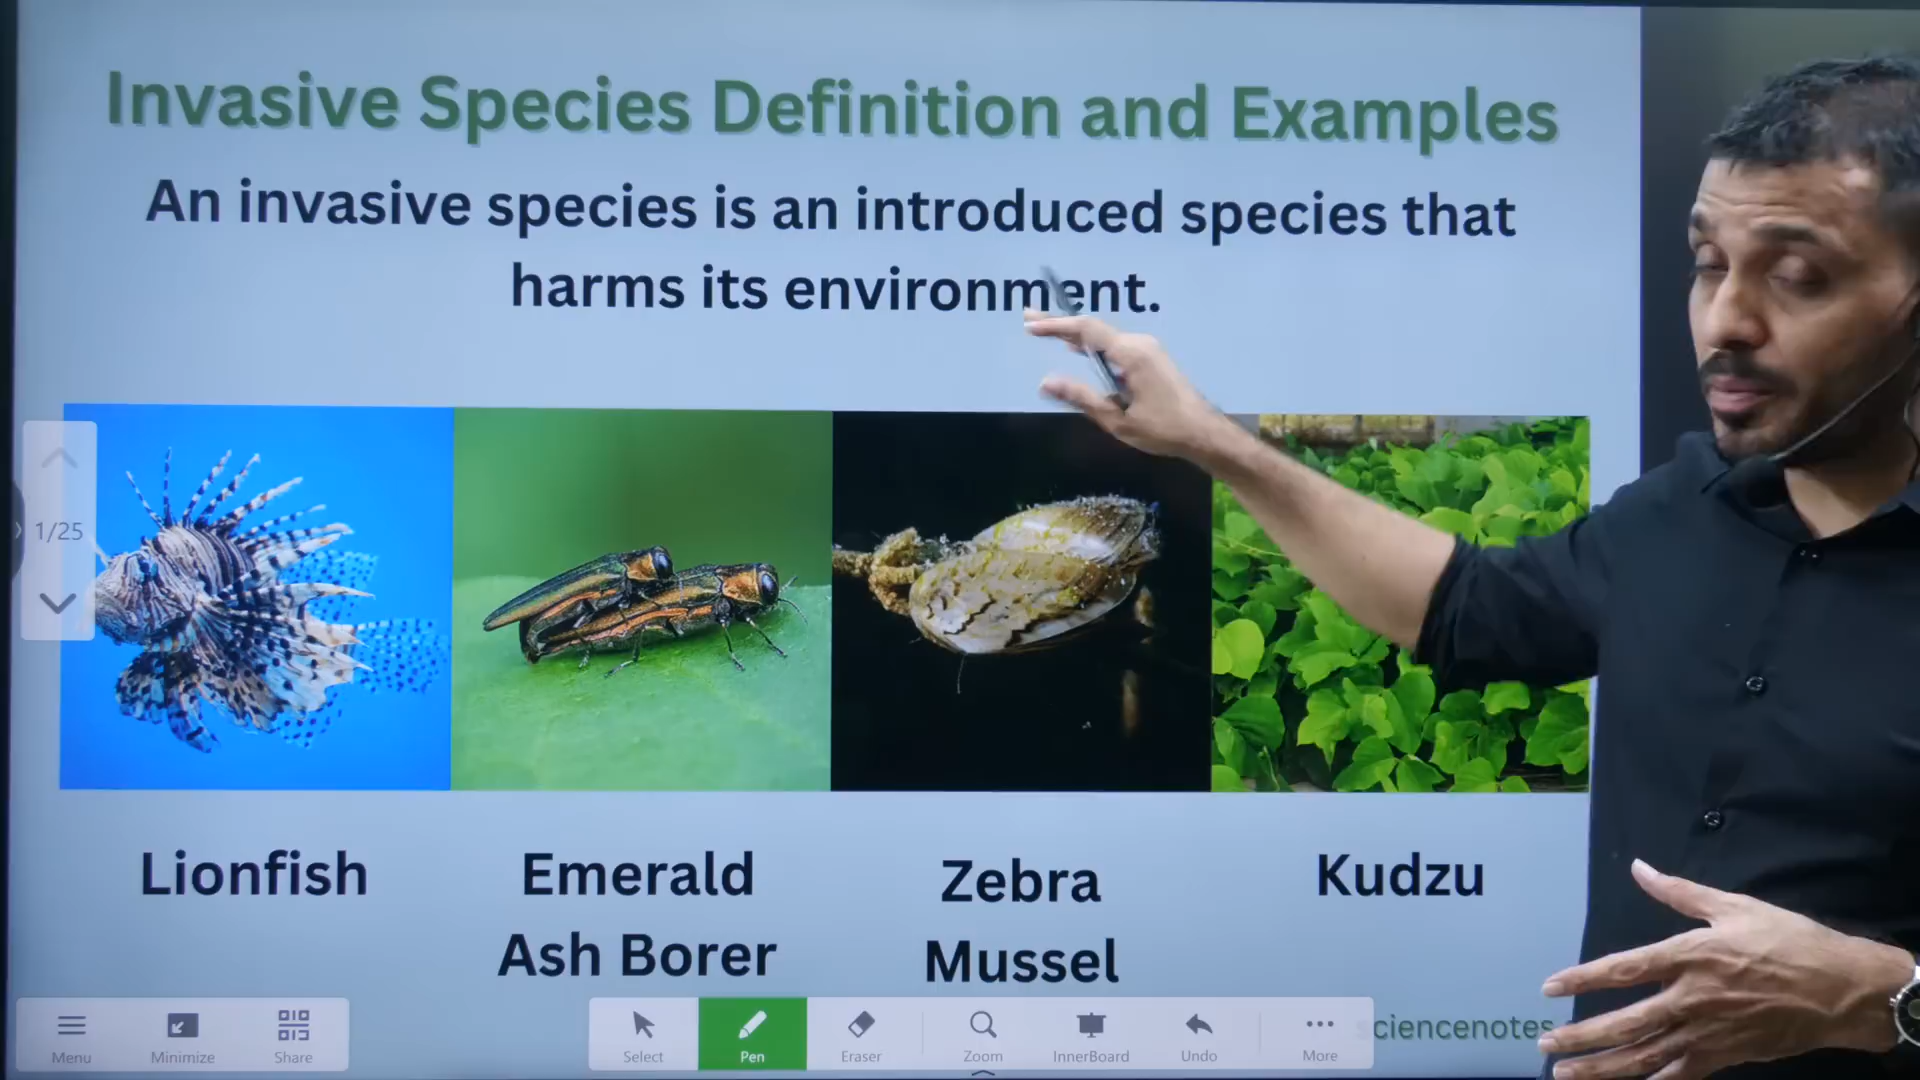 Invasive Species Definition and Examples
An invasive species is an introduced species that
harms its environment.
1/25
Lionfish
Emerald
Ash Borer
Zebra
Mussel
Kudzu
Menu
Minimize
Share
Select
Pen
Eraser
Zoom
InnerBoard
Undo
More
sciencenotes.